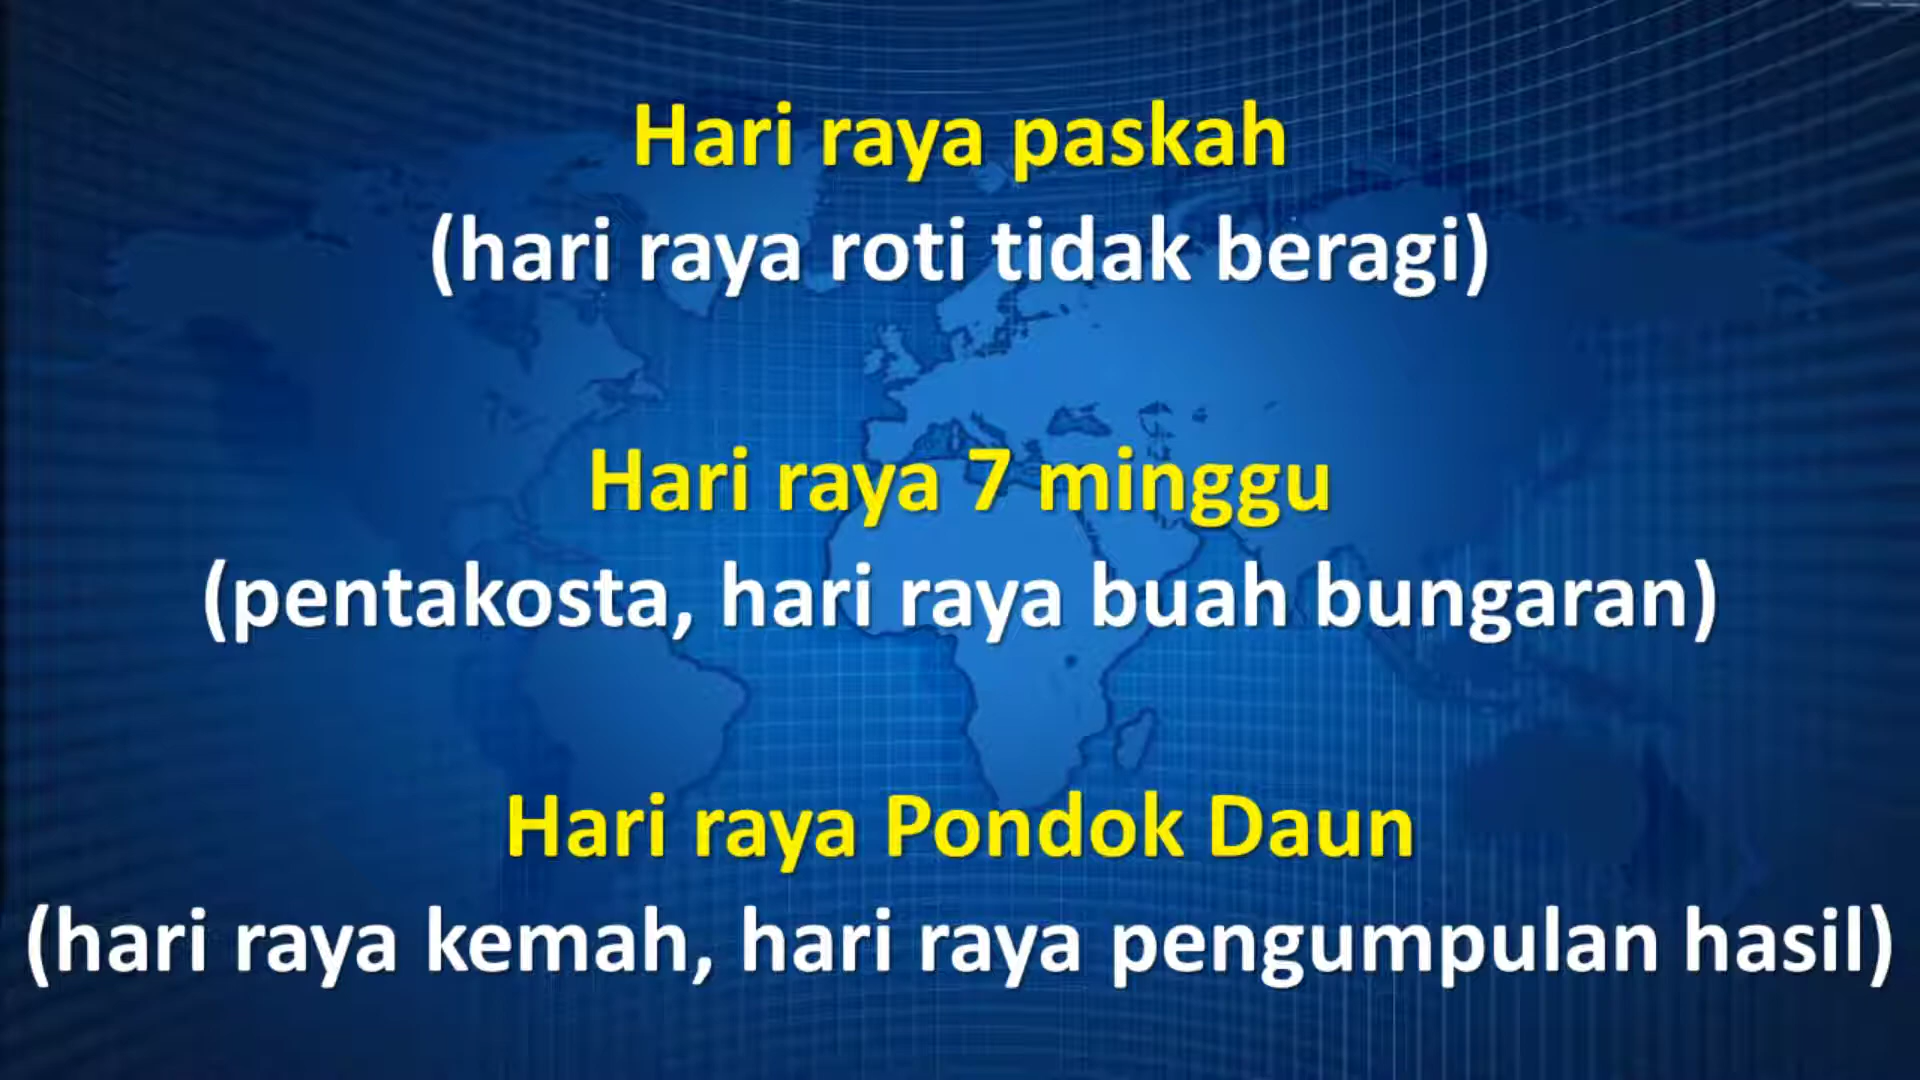 Hari raya paskah
(hari raya roti tidak beragi)
Hari raya 7 minggu
(pentakosta, hari raya buah bungaran)
Hari raya Pondok Daun
(hari raya kemah, hari raya pengumpulan hasil)